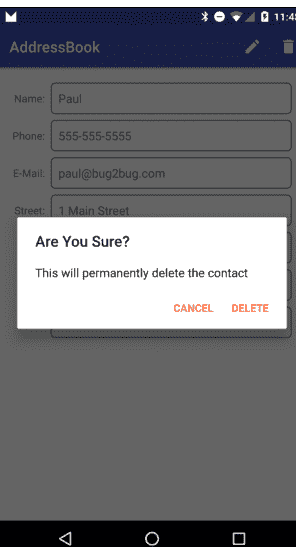 11:48
AddressBook
Name: Paul
Phone: 555-555-5555
E-Mail: paul@bug2bug.com
Street: 1 Main Street
Are You Sure?
This will permanently delete the contact
CANCEL DELETE